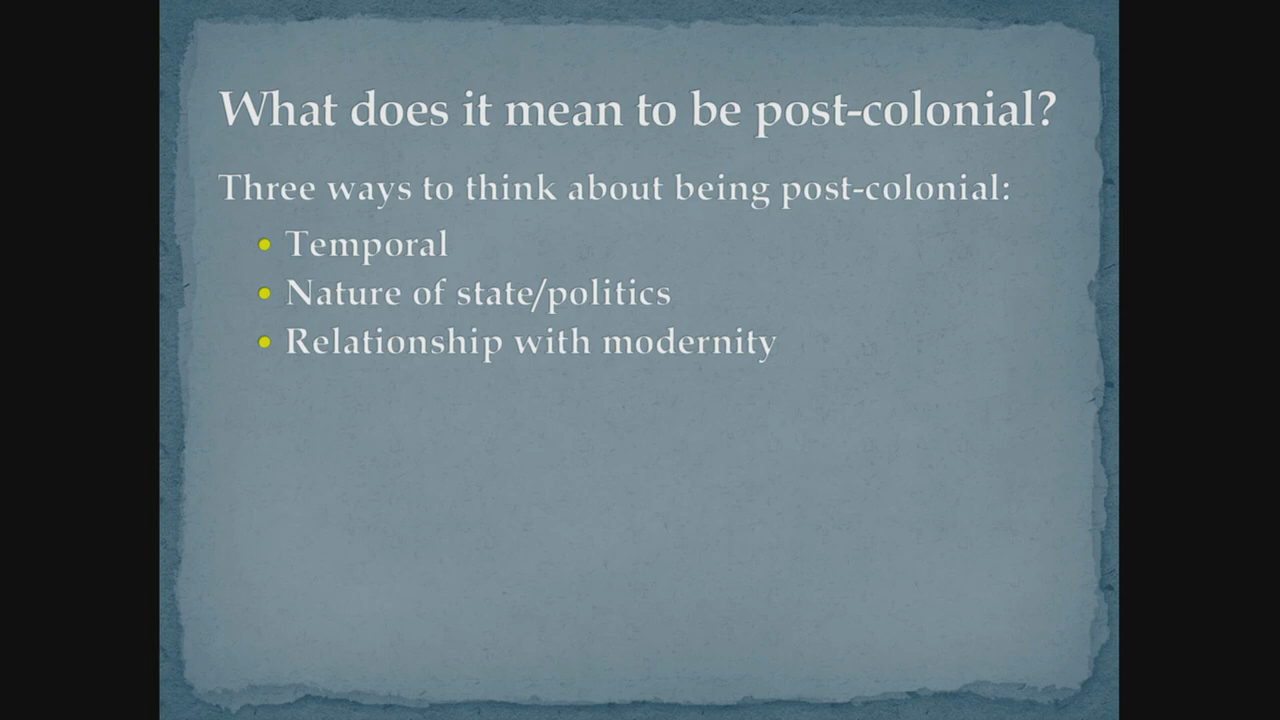 What does it mean to be post-colonial?
Three ways to think about being post-colonial:
• Temporal
• Nature of state/politics
• Relationship with modernity